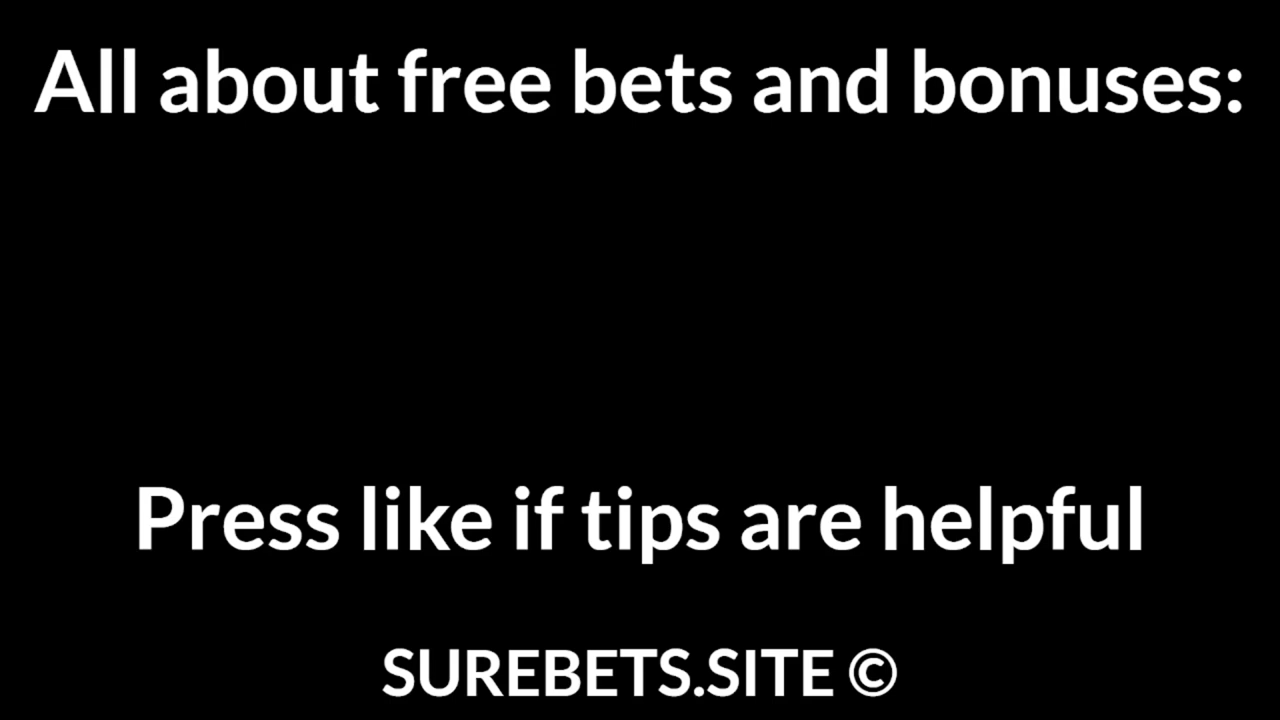 All about free bets and bonuses:
Press like if tips are helpful
SUREBETS.SITE ©